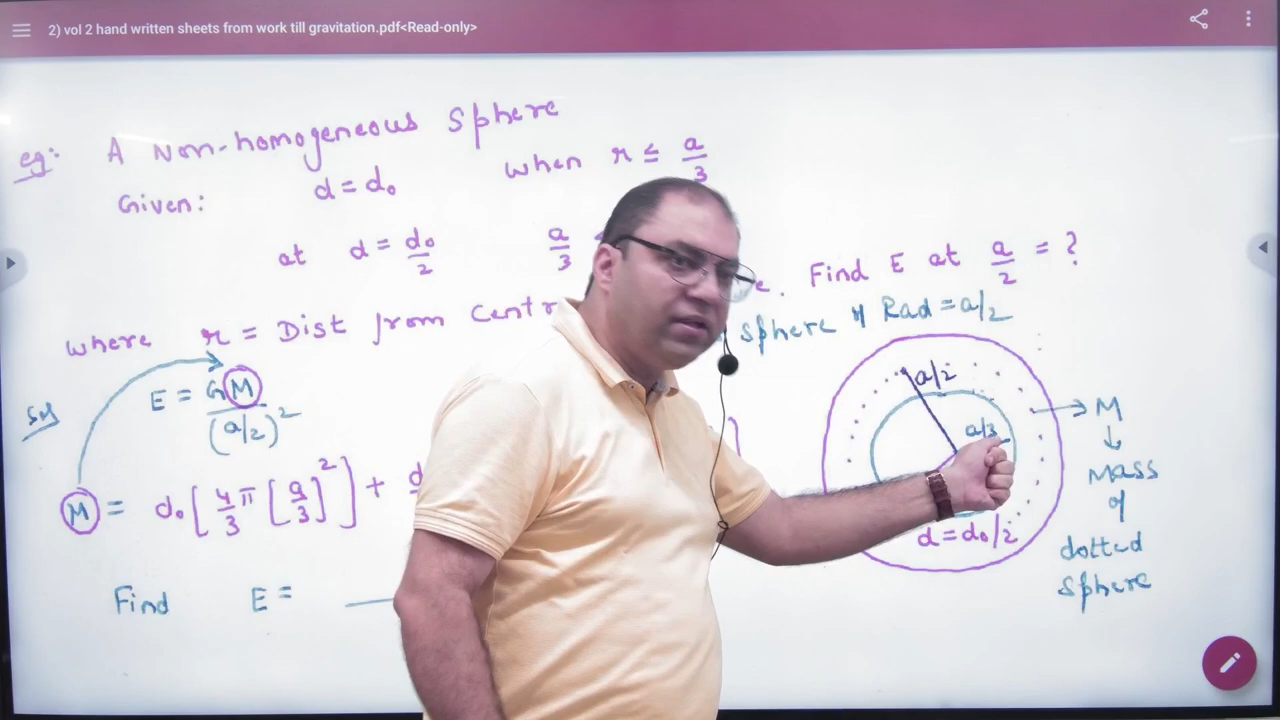 2) vol 2 hand written sheets from work till gravitation.pdf<Read-only>
eg: A Non-homogeneous Sphere
Given: d = d₀ when r ≤ a/3
at d = d₀/2 a/3
Find E at a/2 = ?
where r = Dist from Centr
sphere of Rad = a/2
Sol E = GM/(a/2)²
M = d₀[4/3 π [a/3]²] + d
Find E =
a/2
a/3
d = d₀/2
→ M
↓
Mass
of
dotted
sphere